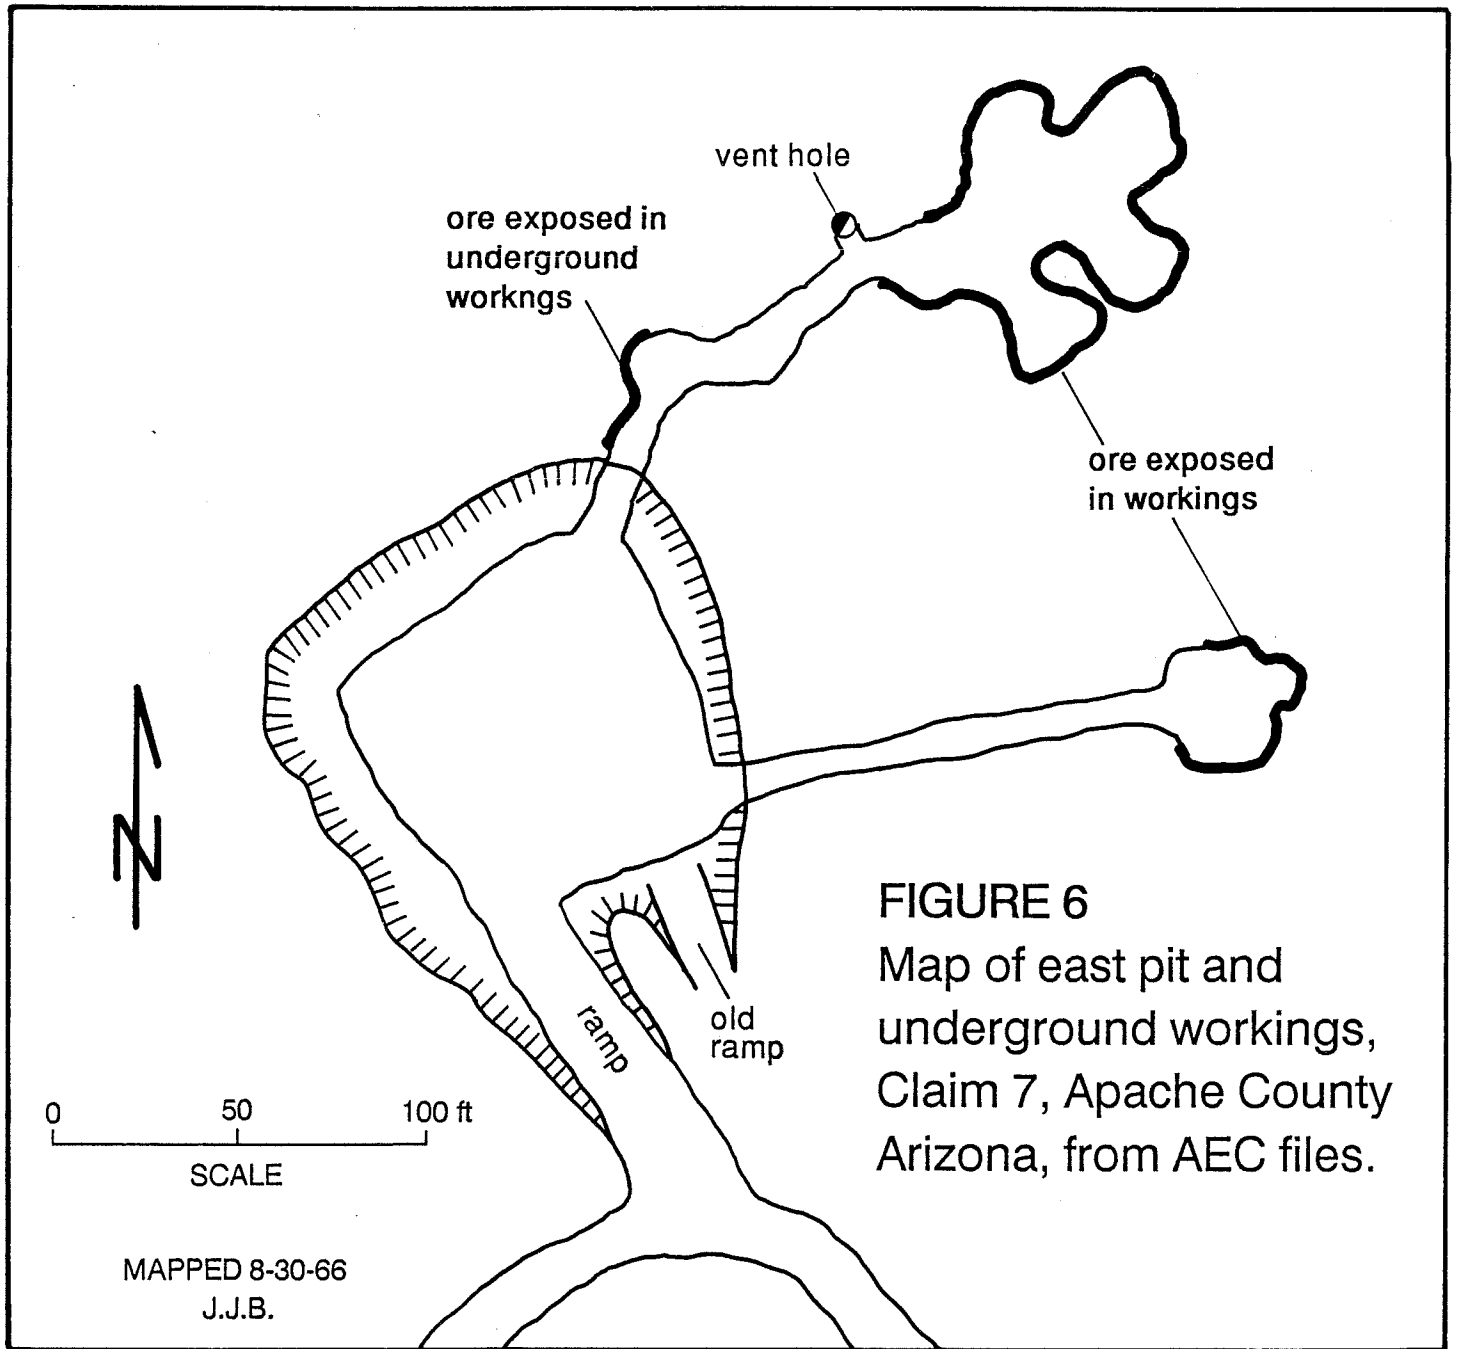 vent hole
ore exposed in
underground
workngs
ore exposed
in workings
N
old
ramp
ramp
FIGURE 6
Map of east pit and
underground workings,
Claim 7, Apache County
Arizona, from AEC files.
0 50 100 ft
SCALE
MAPPED 8-30-66
J.J.B.